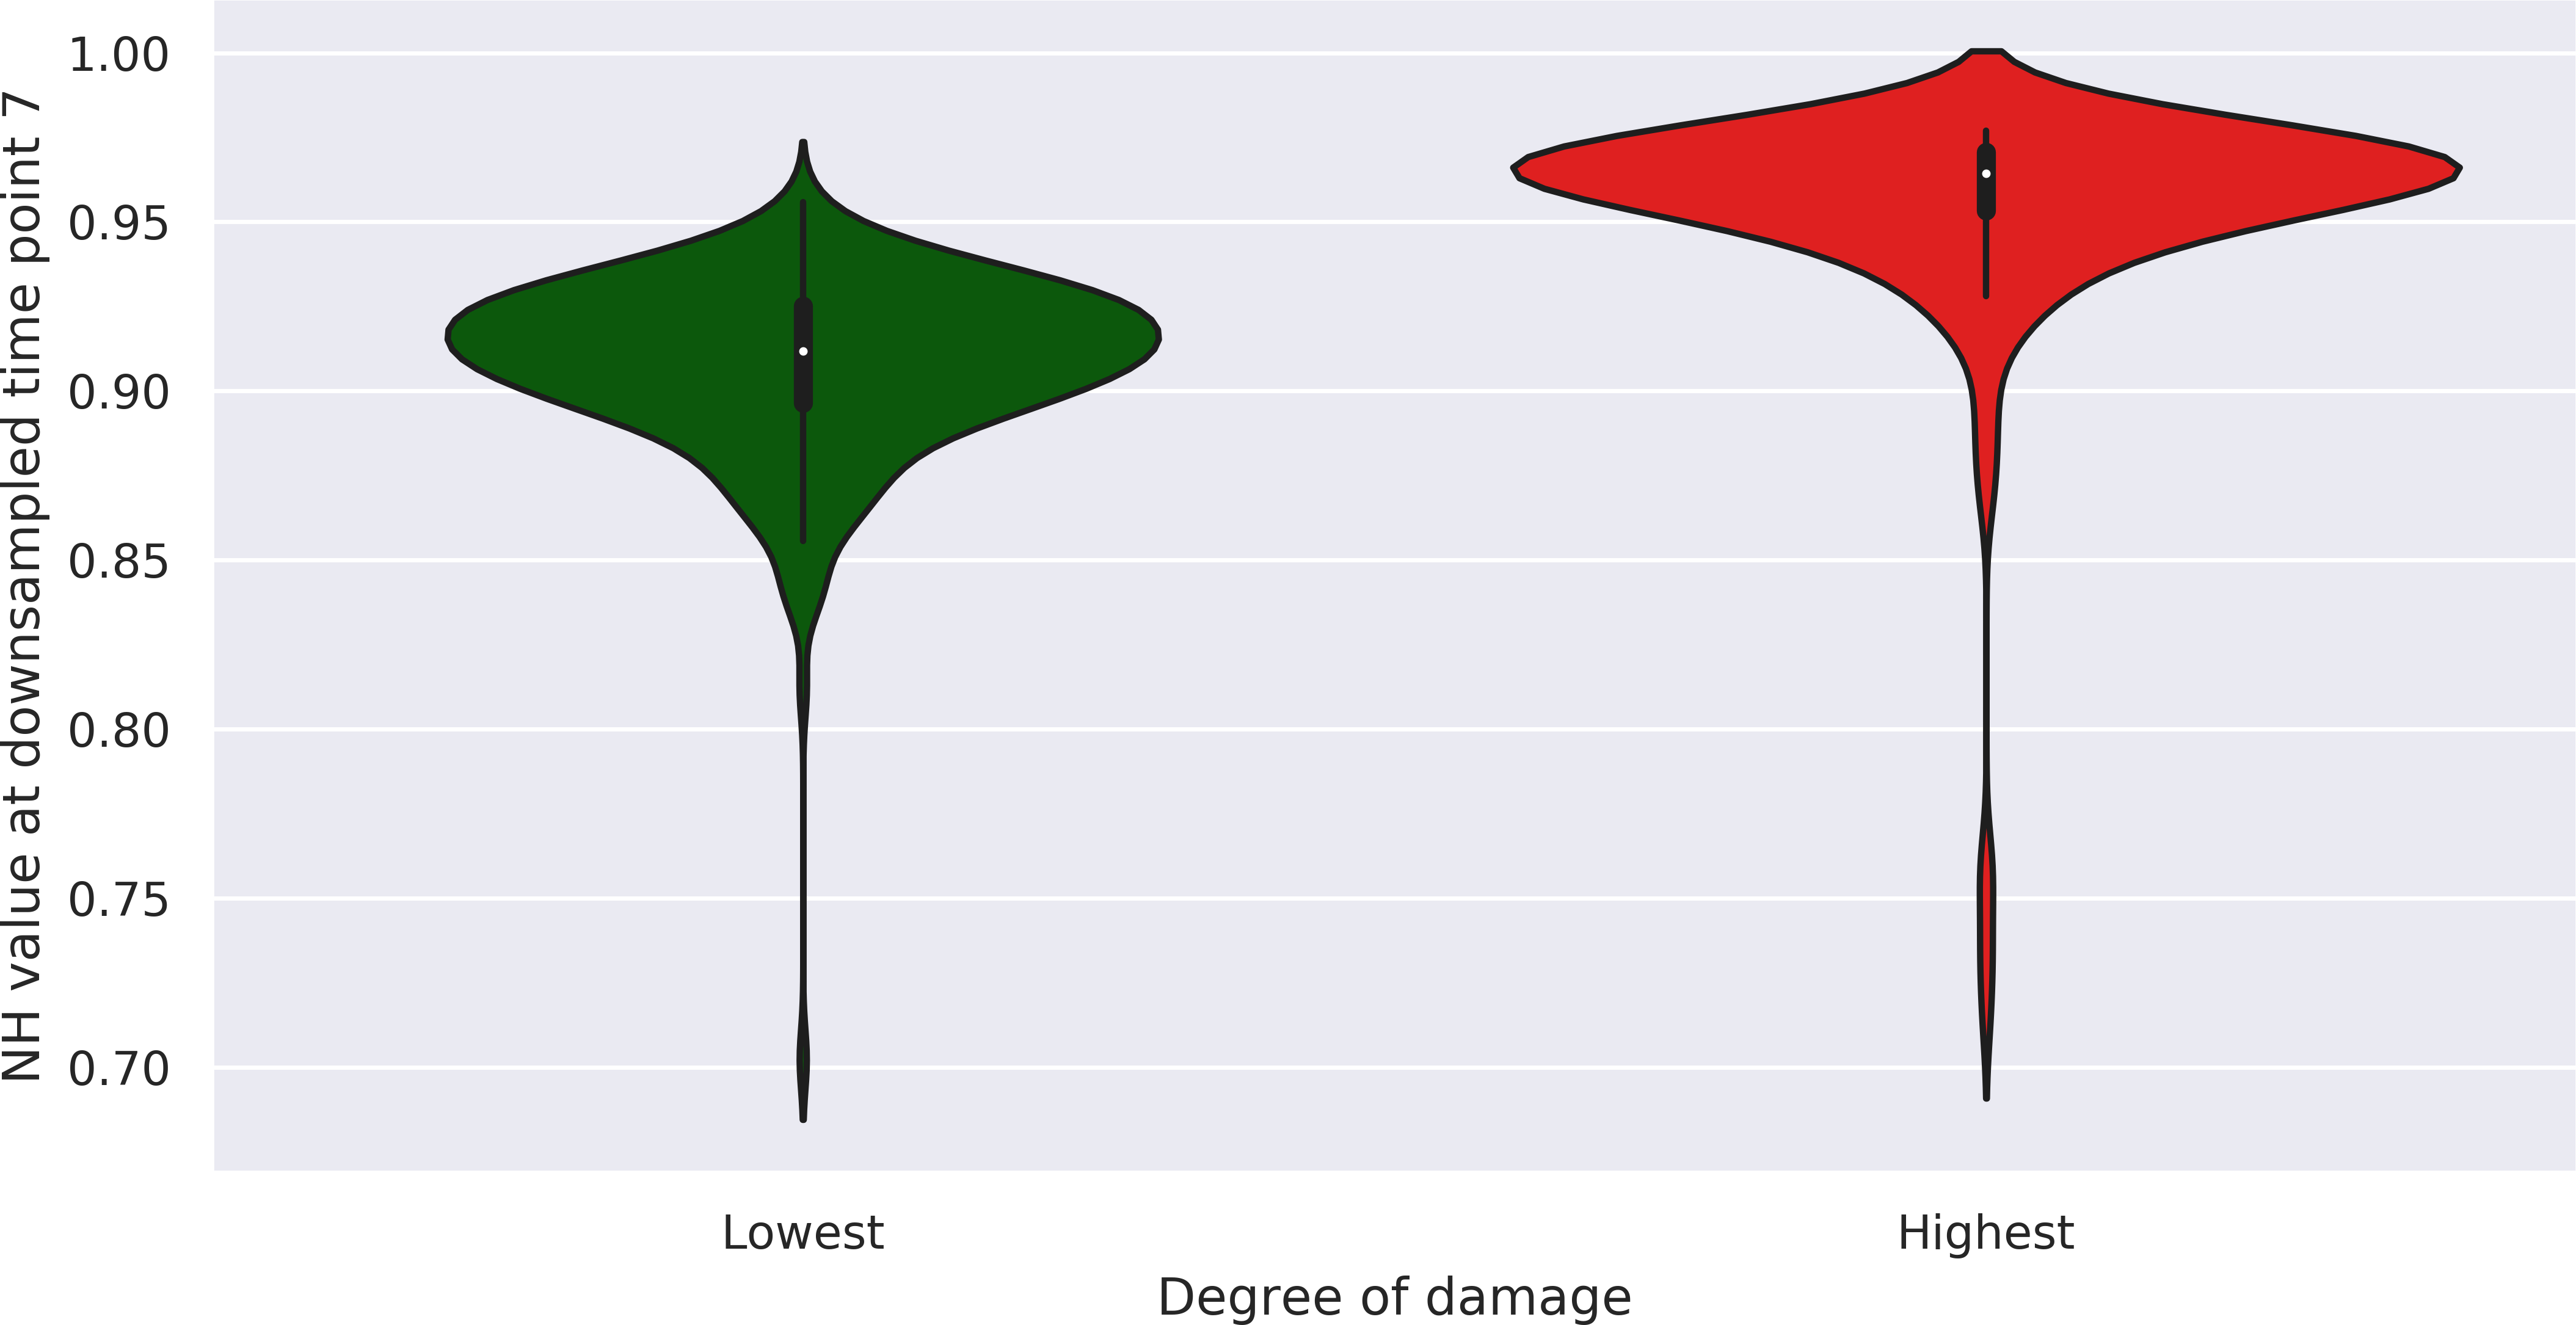 NH value at downsampled time point 7
1.00
0.95
0.90
0.85
0.80
0.75
0.70
Lowest
Highest
Degree of damage